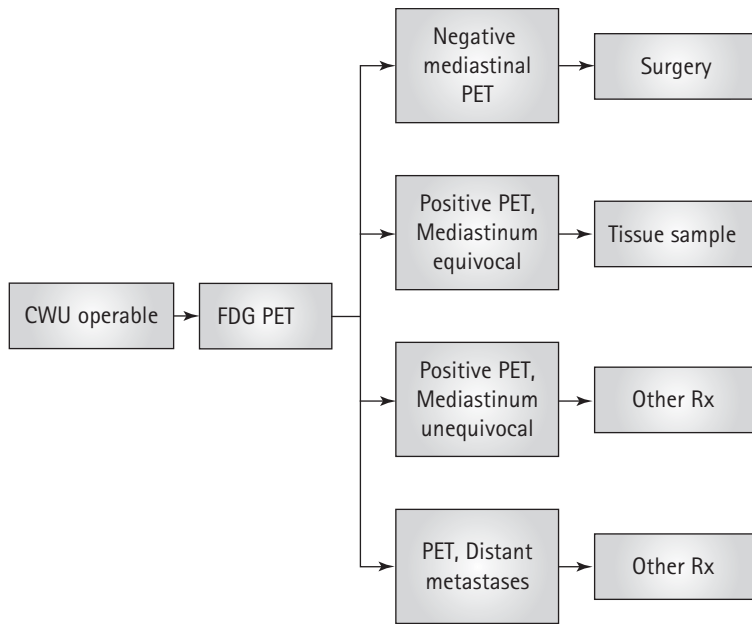 CWU operable
FDG PET
Negative
mediastinal
PET
Surgery
Positive PET,
Mediastinum
equivocal
Tissue sample
Positive PET,
Mediastinum
unequivocal
Other Rx
PET, Distant
metastases
Other Rx